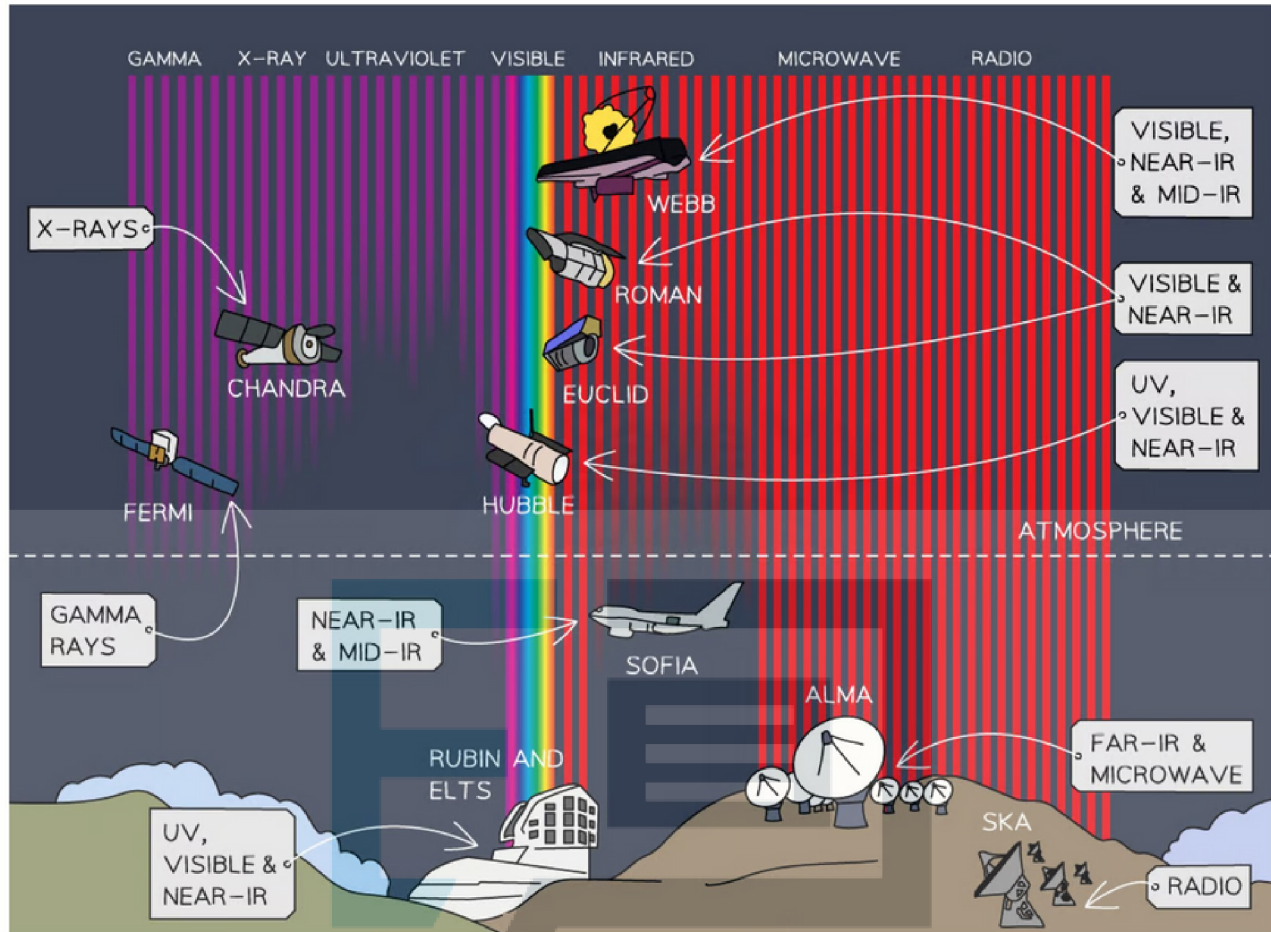 GAMMA X-RAY ULTRAVIOLET VISIBLE INFRARED MICROWAVE RADIO
VISIBLE,
NEAR-IR
& MID-IR
WEBB
X-RAYS
ROMAN
VISIBLE &
NEAR-IR
CHANDRA
EUCLID
UV,
VISIBLE &
NEAR-IR
FERMI
HUBBLE
ATMOSPHERE
GAMMA
RAYS
NEAR-IR
& MID-IR
SOFIA
ALMA
FAR-IR &
MICROWAVE
RUBIN AND
ELTS
UV,
VISIBLE &
NEAR-IR
SKA
RADIO